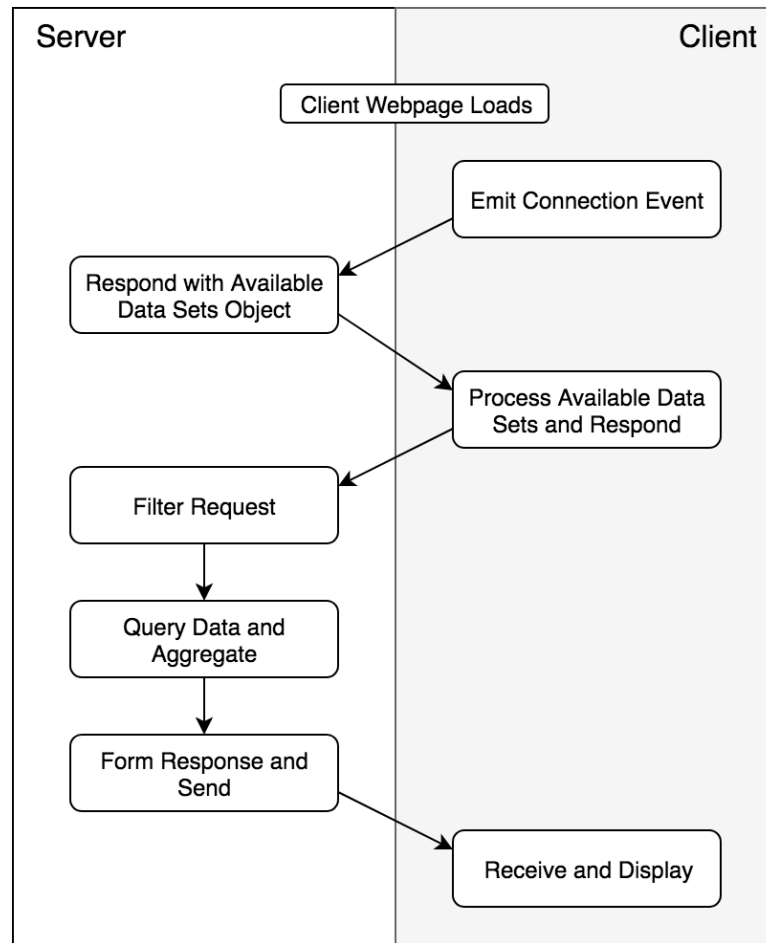 Server
Client
Client Webpage Loads
Emit Connection Event
Respond with Available
Data Sets Object
Process Available Data
Sets and Respond
Filter Request
Query Data and
Aggregate
Form Response and
Send
Receive and Display